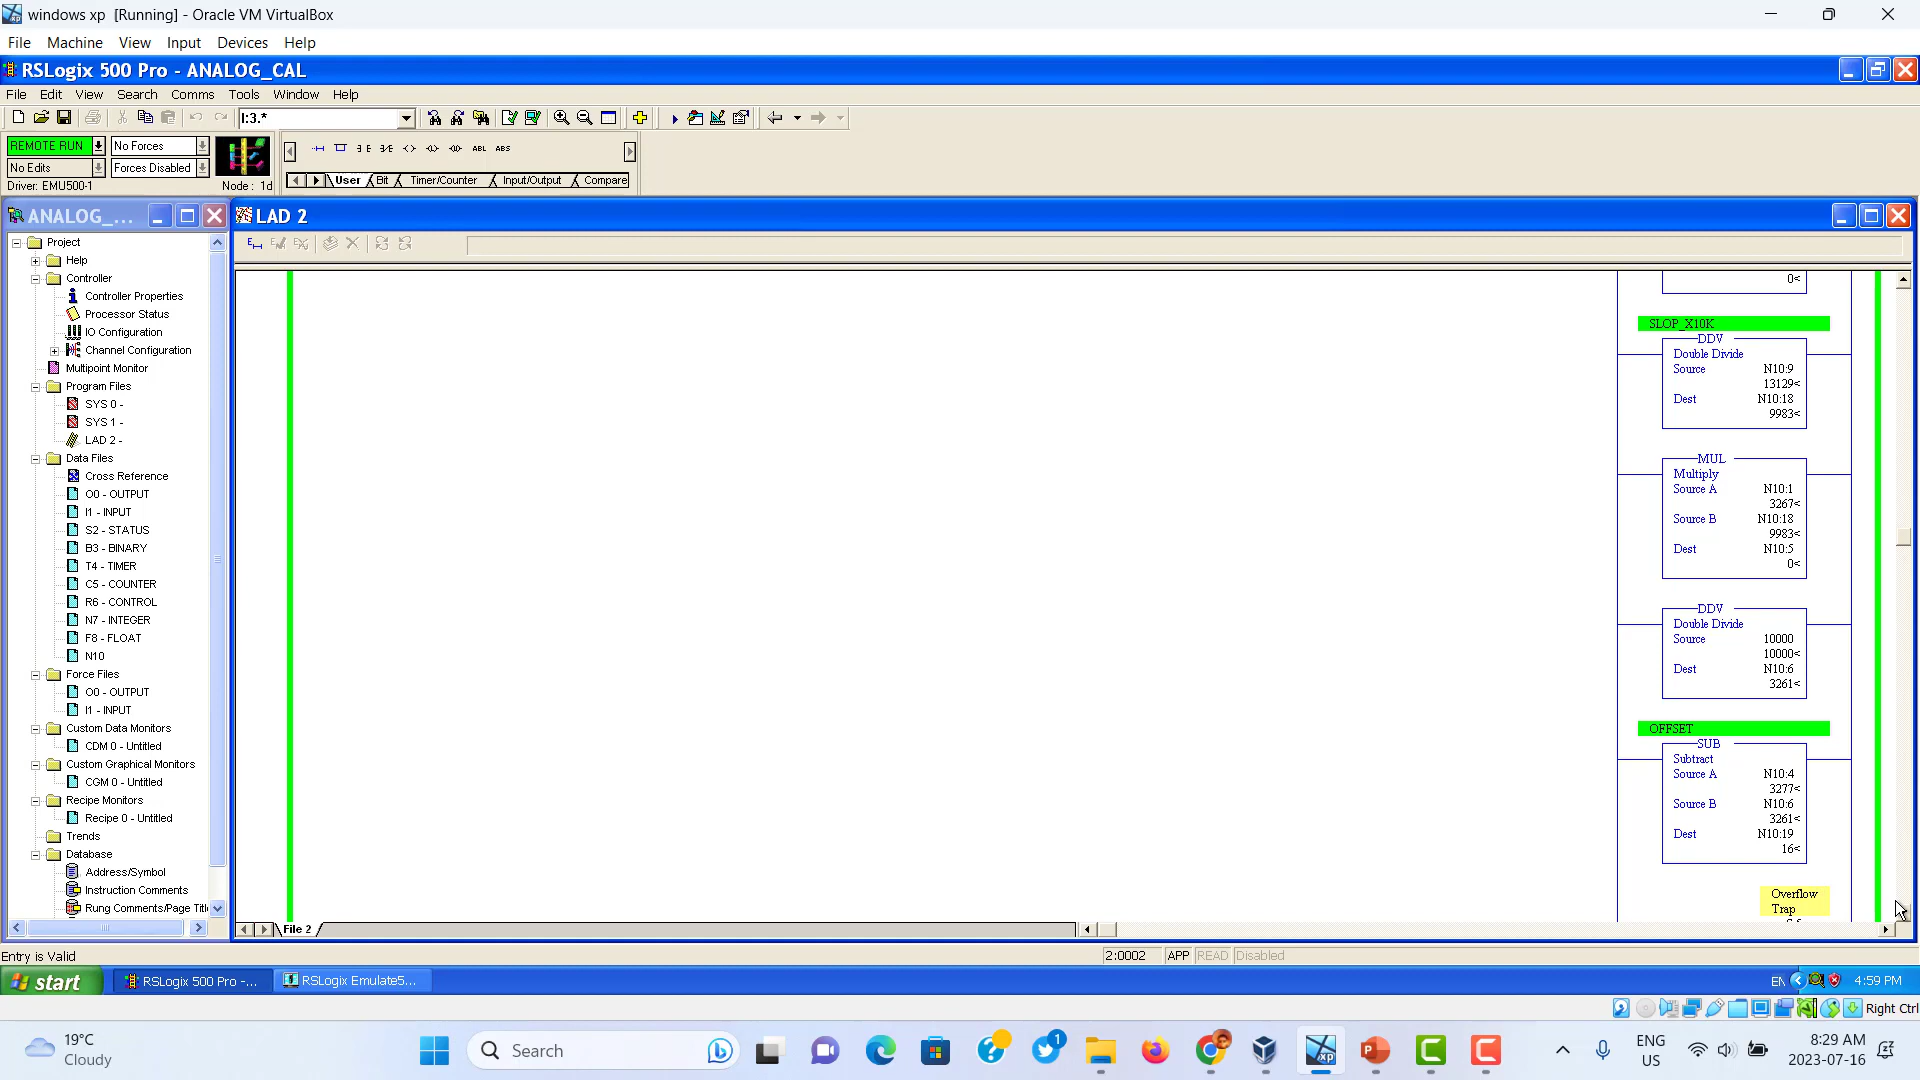 windows xp [Running] - Oracle VM VirtualBox
File Machine View Input Devices Help
RSLogix 500 Pro - ANALOG_CAL
File Edit View Search Comms Tools Window Help
I:3.*
REMOTE RUN No Forces
No Edits Forces Disabled
Driver: EMU500-1 Node : 1d
ABL ABS
User Bit Timer/Counter Input/Output Compare
ANALOG_...
LAD 2
Project
Help
Controller
Controller Properties
Processor Status
IO Configuration
Channel Configuration
Multipoint Monitor
Program Files
SYS 0 -
SYS 1 -
LAD 2 -
Data Files
Cross Reference
O0 - OUTPUT
I1 - INPUT
S2 - STATUS
B3 - BINARY
T4 - TIMER
C5 - COUNTER
R6 - CONTROL
N7 - INTEGER
F8 - FLOAT
N10
Force Files
O0 - OUTPUT
I1 - INPUT
Custom Data Monitors
CDM 0 - Untitled
Custom Graphical Monitors
CGM 0 - Untitled
Recipe Monitors
Recipe 0 - Untitled
Trends
Database
Address/Symbol
Instruction Comments
Rung Comments/Page Title
0<
SLOP_X10K
DDV
Double Divide
Source N10:9
13129<
Dest N10:18
9983<
MUL
Multiply
Source A N10:1
3267<
Source B N10:18
9983<
Dest N10:5
0<
DDV
Double Divide
Source 10000
10000<
Dest N10:6
3261<
OFFSET
SUB
Subtract
Source A N10:4
3277<
Source B N10:6
3261<
Dest N10:19
16<
Overflow
Trap
File 2
Entry is Valid 2:0002 APP READ Disabled
start RSLogix 500 Pro -... RSLogix Emulate5... EN 4:59 PM
Right Ctrl
19°C
Cloudy
Search
1
ENG
US
8:29 AM
2023-07-16